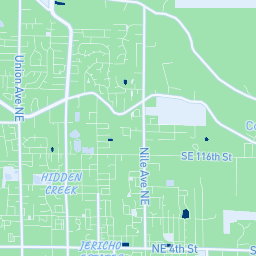 Union Ave NE
Nile Ave NE
SE 116th St
HIDDEN
CREEK
JERICHO
NE 4th St